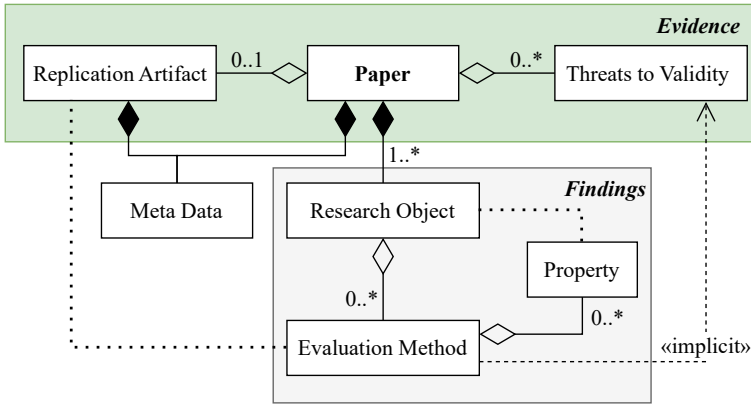 Evidence
Replication Artifact
0..1
Paper
0..*
Threats to Validity
1..*
Meta Data
Findings
Research Object
Property
0..*
0..*
Evaluation Method
«implicit»